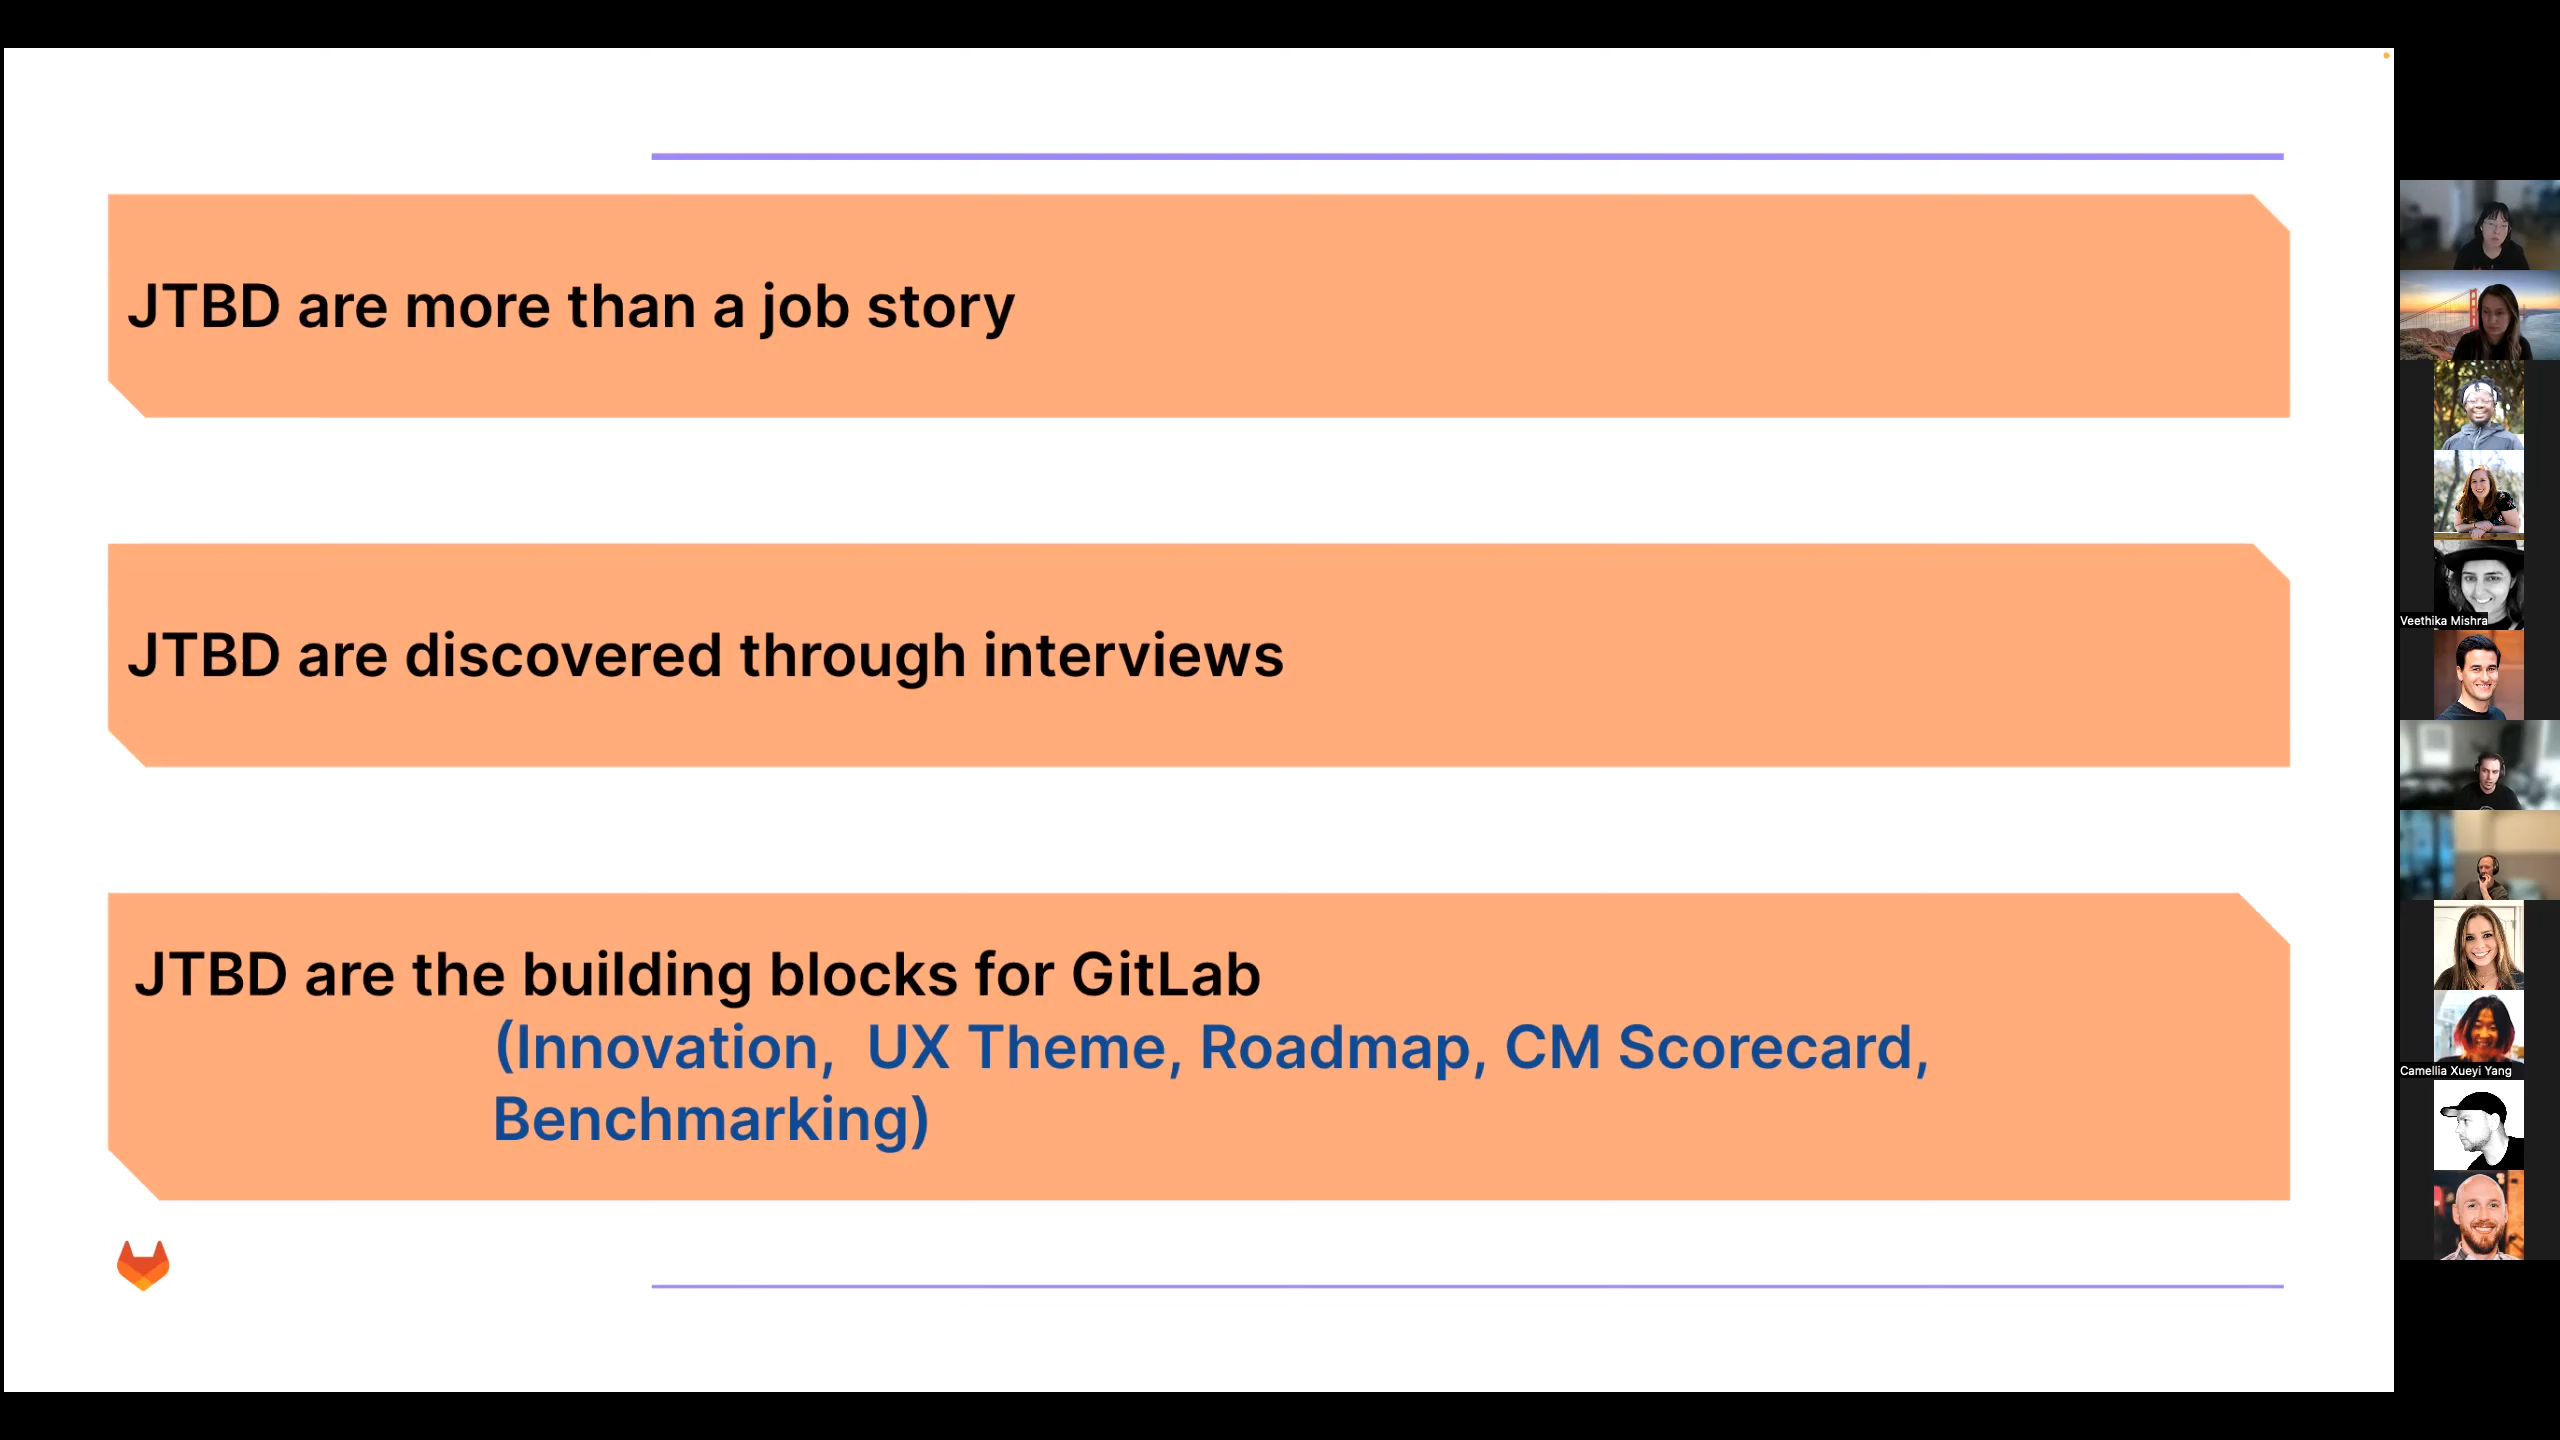 JTBD are more than a job story
JTBD are discovered through interviews
JTBD are the building blocks for GitLab
(Innovation,  UX Theme, Roadmap, CM Scorecard,
Benchmarking)
Veethika Mishra
Camellia Xueyi Yang